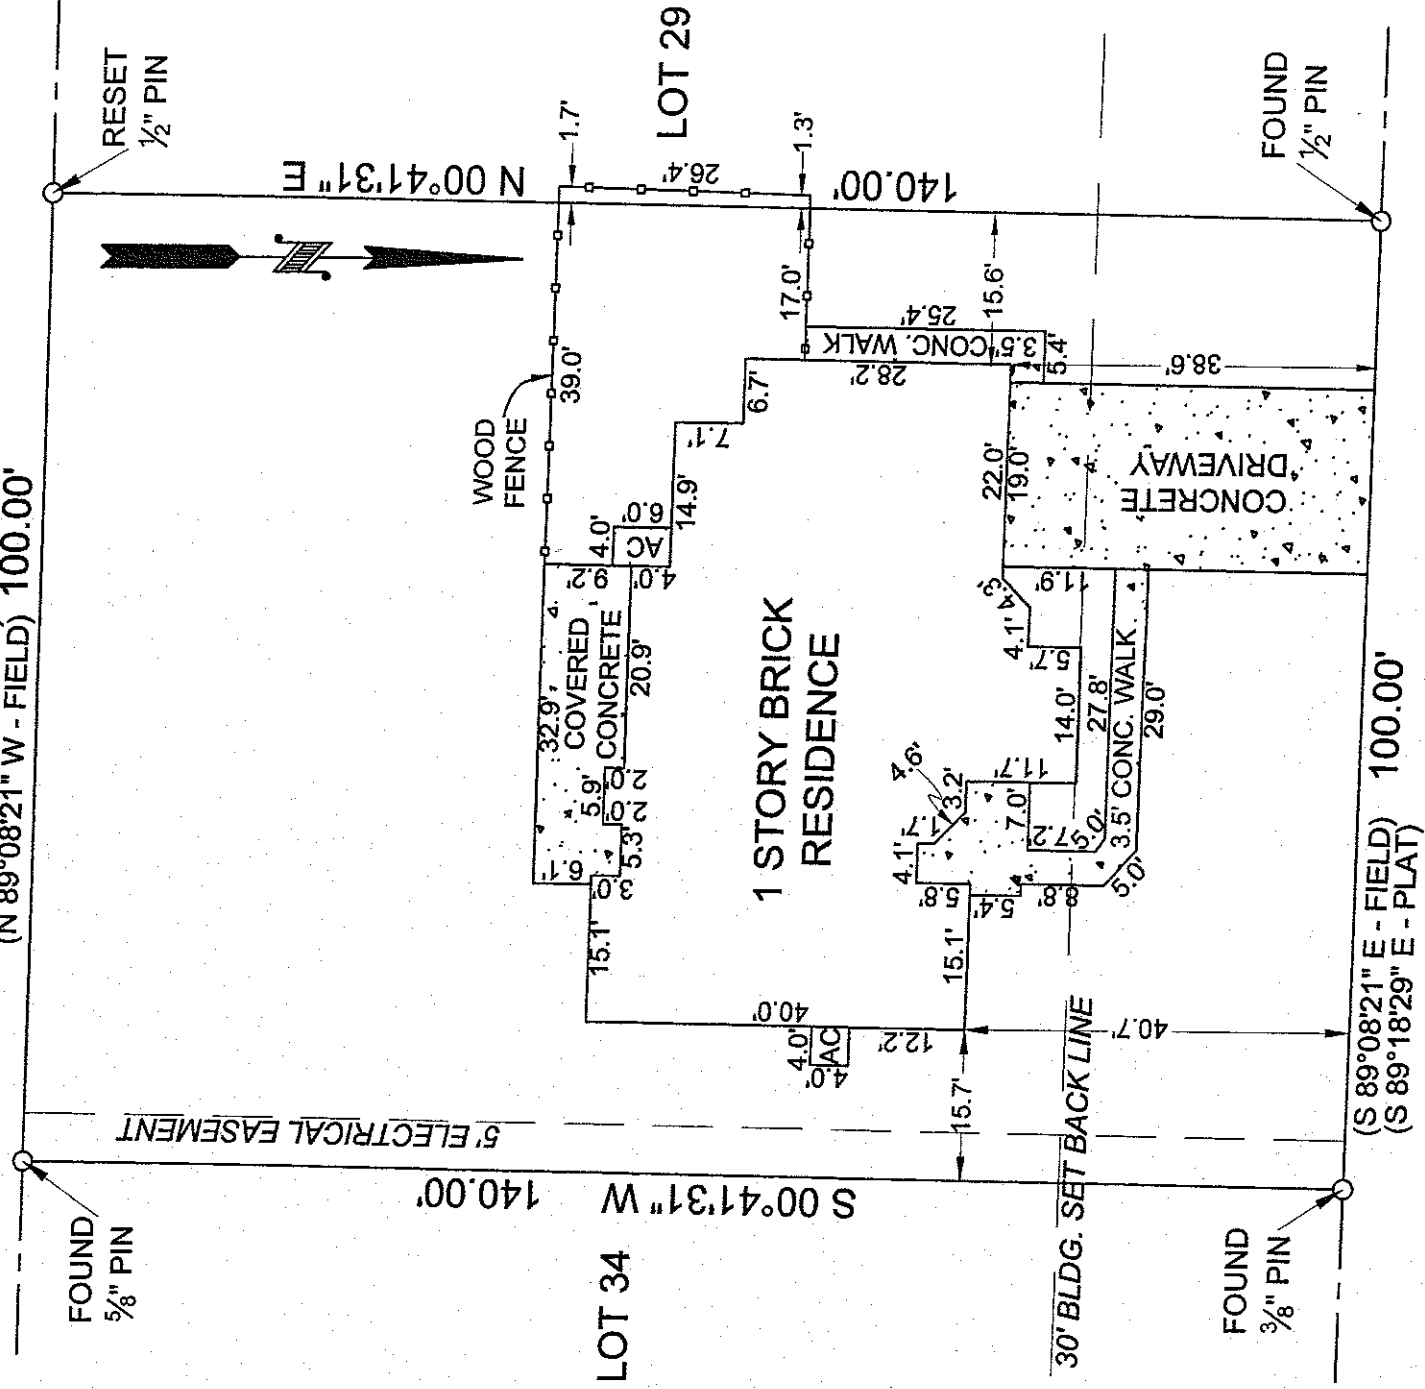 (N 89°08'21" W - FIELD) 100.00'
RESET
½" PIN
N 00°41'31" E
140.00'
LOT 29
1.7'
26.4'
1.3'
FOUND
½" PIN
WOOD
FENCE
39.0'
17.0'
15.6'
25.4'
3.5' CONC. WALK
5.4'
28.2'
38.6'
6.7'
7.1'
14.9'
6.0'
4.0'
AC
4.0'
9.2'
COVERED
CONCRETE
32.9'
20.9'
5.9'
2.0'
2.0'
5.3'
6.1'
3.0'
15.1'
1 STORY BRICK
RESIDENCE
22.0'
19.0'
CONCRETE
DRIVEWAY
11.9'
4.3'
4.1'
5.7'
14.0'
27.8'
3.5' CONC. WALK
29.0'
11.7'
4.6'
3.2'
1.7'
7.0'
7.2'
5.0'
5.0'
4.1'
5.8'
5.4'
8.8'
15.1'
40.0'
4.0'
AC
4.0'
12.2'
40.7'
15.7'
5' ELECTRICAL EASEMENT
30' BLDG. SET BACK LINE
S 00°41'31" W
140.00'
LOT 34
FOUND
⅝" PIN
FOUND
⅜" PIN
(S 89°08'21" E - FIELD) 100.00'
(S 89°18'29" E - PLAT)